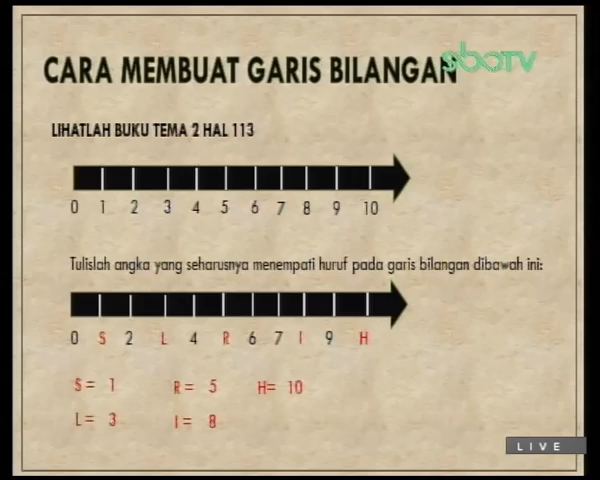 CARA MEMBUAT GARIS BILANGAN
sboTV
LIHATLAH BUKU TEMA 2 HAL 113
0 1 2 3 4 5 6 7 8 9 10
Tulislah angka yang seharusnya menempati huruf pada garis bilangan dibawah ini:
0 S 2 L 4 R 6 7 I 9 H
S = 1 R = 5 H= 10
L = 3 I = 8
LIVE